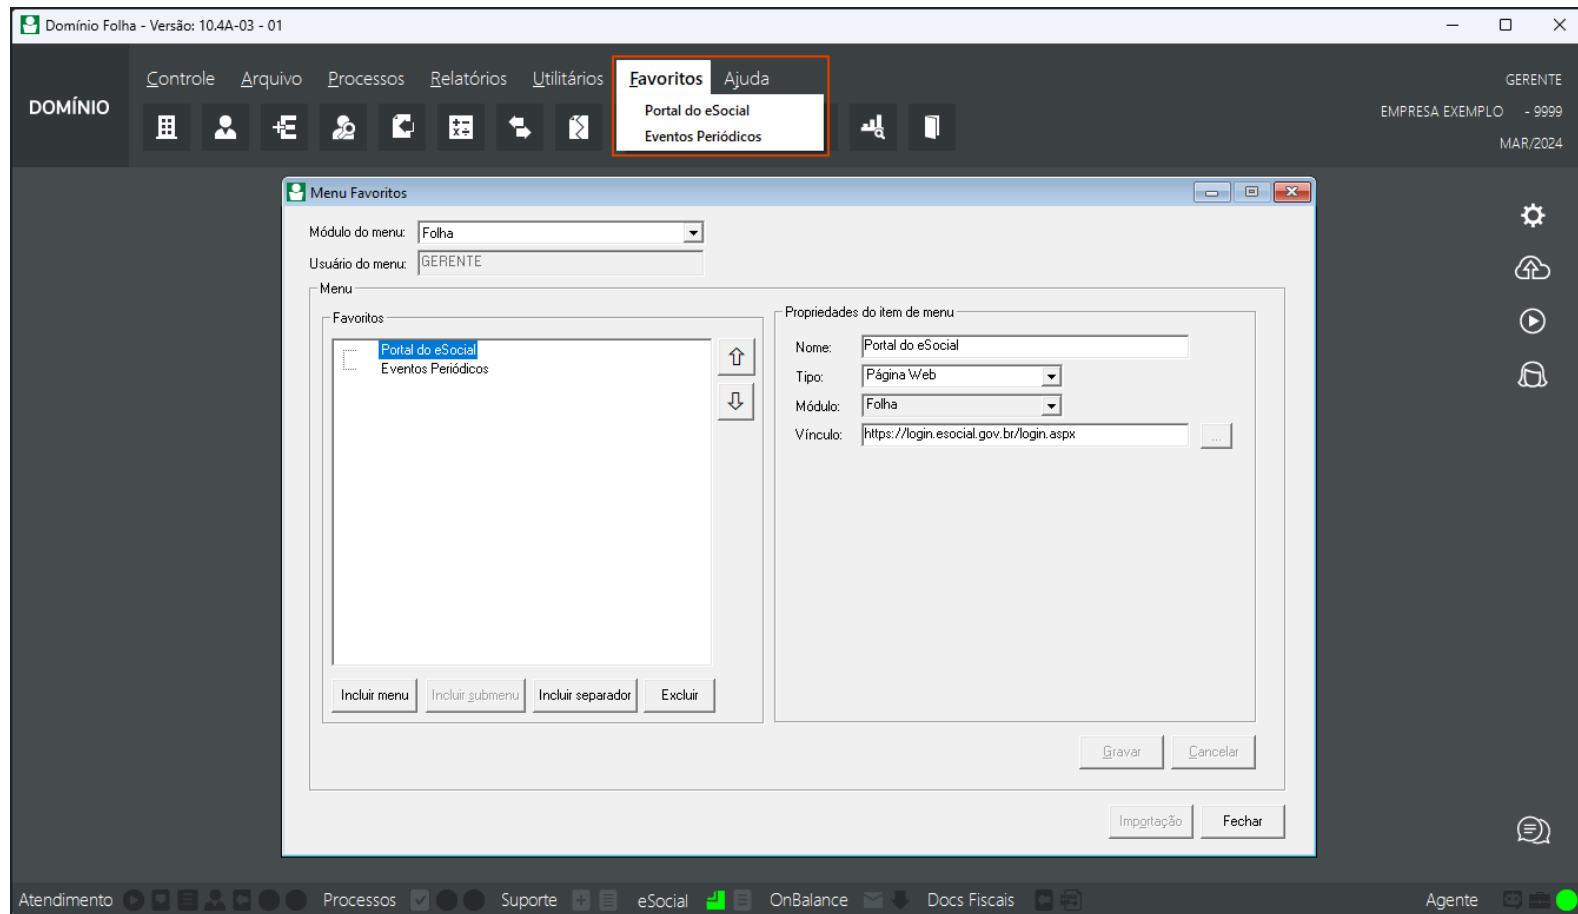 Domínio Folha - Versão: 10.4A-03 - 01
DOMÍNIO
Controle Arquivo Processos Relatórios Utilitários Favoritos Ajuda
Portal do eSocial
Eventos Periódicos
GERENTE
EMPRESA EXEMPLO - 9999
MAR/2024
Menu Favoritos
Módulo do menu: Folha
Usuário do menu: GERENTE
Menu
Favoritos
Portal do eSocial
Eventos Periódicos
Incluir menu Incluir submenu Incluir separador Excluir
Propriedades do item de menu
Nome: Portal do eSocial
Tipo: Página Web
Módulo: Folha
Vínculo: https://login.esocial.gov.br/login.aspx ...
Gravar Cancelar
Importação Fechar
Atendimento Processos Suporte eSocial OnBalance Docs Fiscais Agente